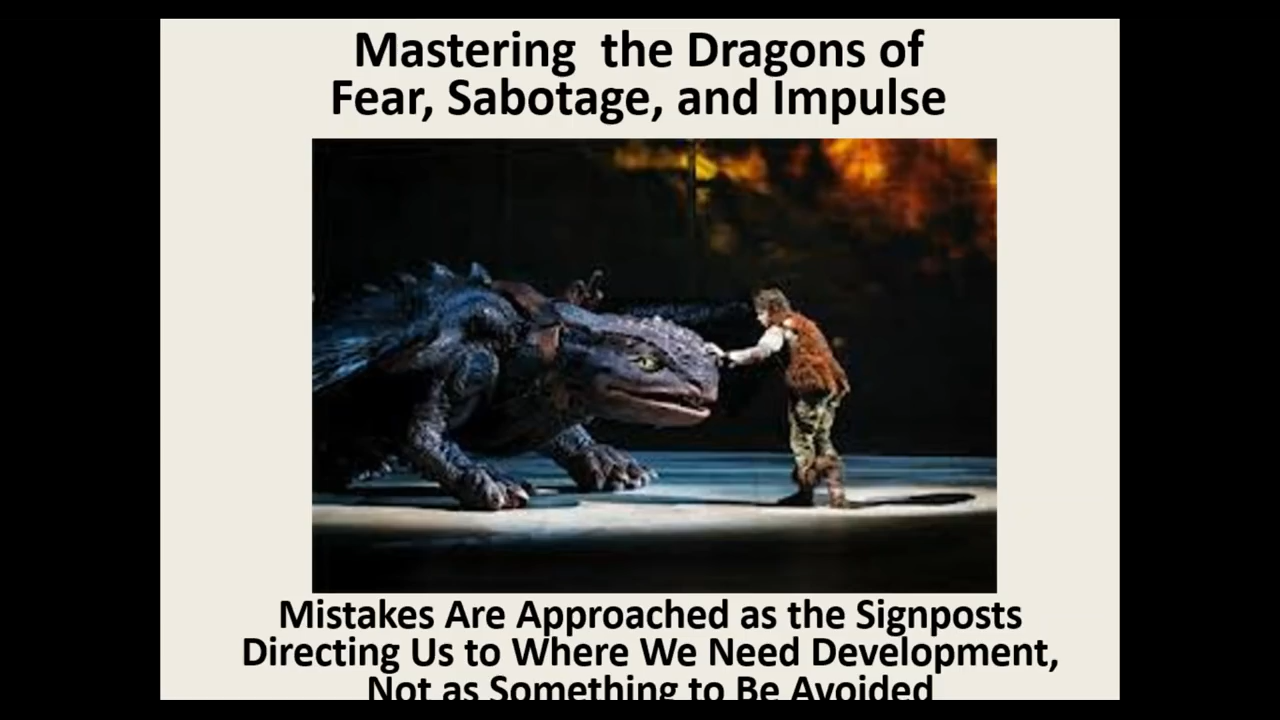 Mastering  the Dragons of
Fear, Sabotage, and Impulse
Mistakes Are Approached as the Signposts
Directing Us to Where We Need Development,
Not as Something to Be Avoided